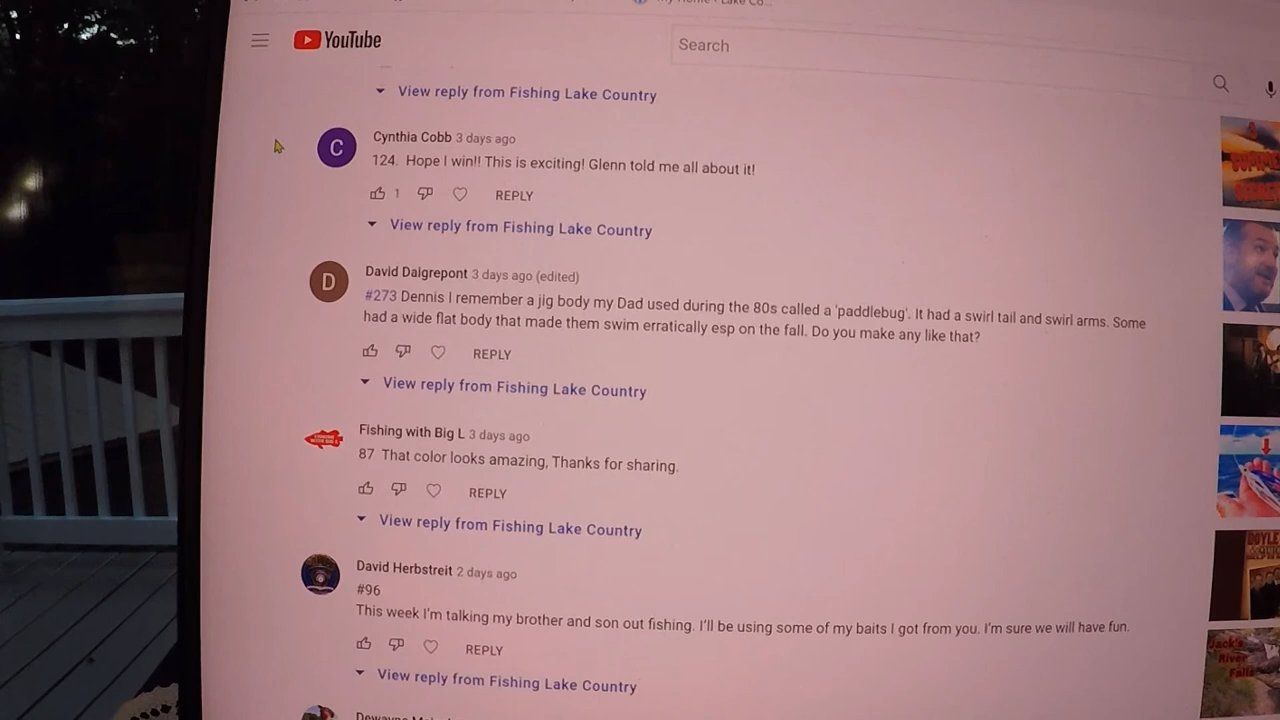 YouTube
Search
View reply from Fishing Lake Country
C
Cynthia Cobb 3 days ago
124. Hope I win!! This is exciting! Glenn told me all about it!
1
REPLY
View reply from Fishing Lake Country
D
David Daigrepont 3 days ago (edited)
#273 Dennis I remember a jig body my Dad used during the 80s called a 'paddlebug'. It had a swirl tail and swirl arms. Some
had a wide flat body that made them swim erratically esp on the fall. Do you make any like that?
REPLY
View reply from Fishing Lake Country
Fishing with Big L 3 days ago
87 That color looks amazing, Thanks for sharing.
REPLY
View reply from Fishing Lake Country
David Herbstreit 2 days ago
#96
This week I'm talking my brother and son out fishing. I'll be using some of my baits I got from you. I'm sure we will have fun.
REPLY
View reply from Fishing Lake Country
DOYLE
Jack's
River
Falls